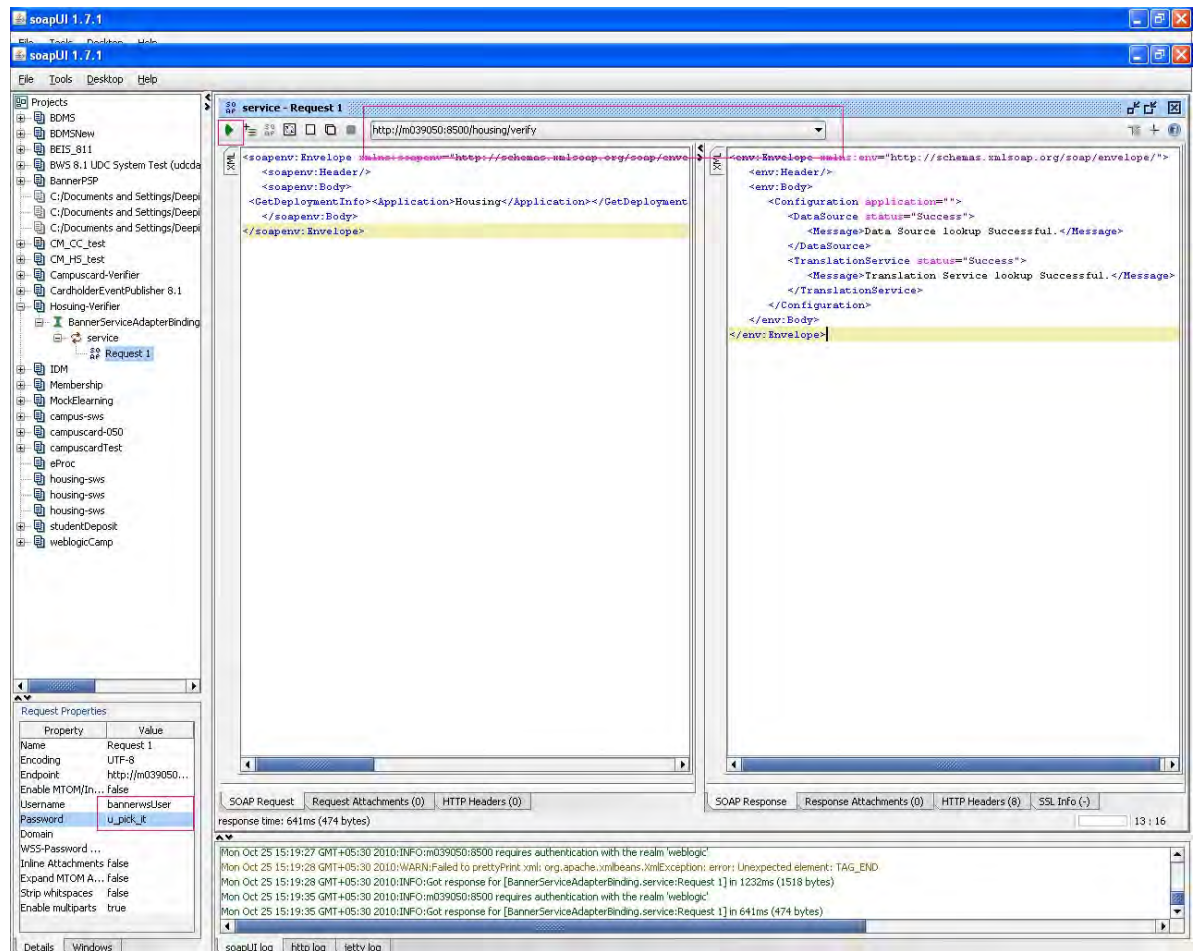 soapUI 1.7.1
File Tools Desktop Help
soapUI 1.7.1
File Tools Desktop Help
Projects
BDMS
BDMSNew
BEIS_811
BWS 8.1 UDC System Test (udcda
BannerPSP
C:/Documents and Settings/Deepi
C:/Documents and Settings/Deepi
C:/Documents and Settings/Deepi
CM_CC_test
CM_HS_test
Campuscard-Verifier
CardholderEventPublisher 8.1
Hosuing-Verifier
BannerServiceAdapterBinding
service
Request 1
IDM
Membership
MockElearning
campus-sws
campuscard-050
campuscardTest
eProc
housing-sws
housing-sws
housing-sws
studentDeposit
weblogicCamp
Request Properties
Property Value
Name Request 1
Encoding UTF-8
Endpoint http://m039050...
Enable MTOM/In... false
Username bannerwsUser
Password u_pick_it
Domain
WSS-Password ...
Inline Attachments false
Expand MTOM A... false
Strip whitspaces false
Enable multiparts true
Details Windows
service - Request 1
http://m039050:8500/housing/verify
XML
<soapenv:Envelope xmlns:soapenv="http://schemas.xmlsoap.org/soap/enve
<soapenv:Header/>
<soapenv:Body>
<GetDeploymentInfo><Application>Housing</Application></GetDeployment
</soapenv:Body>
</soapenv:Envelope>
XML
<env:Envelope xmlns:env="http://schemas.xmlsoap.org/soap/envelope/">
<env:Header/>
<env:Body>
<Configuration application="">
<DataSource status="Success">
<Message>Data Source lookup Successful.</Message>
</DataSource>
<TranslationService status="Success">
<Message>Translation Service lookup Successful.</Message>
</TranslationService>
</Configuration>
</env:Body>
</env:Envelope>
SOAP Request Request Attachments (0) HTTP Headers (0)
SOAP Response Response Attachments (0) HTTP Headers (8) SSL Info (-)
response time: 641ms (474 bytes)
13 : 16
Mon Oct 25 15:19:27 GMT+05:30 2010:INFO:m039050:8500 requires authentication with the realm 'weblogic'
Mon Oct 25 15:19:28 GMT+05:30 2010:WARN:Failed to prettyPrint xml: org.apache.xmlbeans.XmlException: error: Unexpected element: TAG_END
Mon Oct 25 15:19:28 GMT+05:30 2010:INFO:Got response for [BannerServiceAdapterBinding.service:Request 1] in 1232ms (1518 bytes)
Mon Oct 25 15:19:35 GMT+05:30 2010:INFO:m039050:8500 requires authentication with the realm 'weblogic'
Mon Oct 25 15:19:35 GMT+05:30 2010:INFO:Got response for [BannerServiceAdapterBinding.service:Request 1] in 641ms (474 bytes)
soapUI log http log jetty log